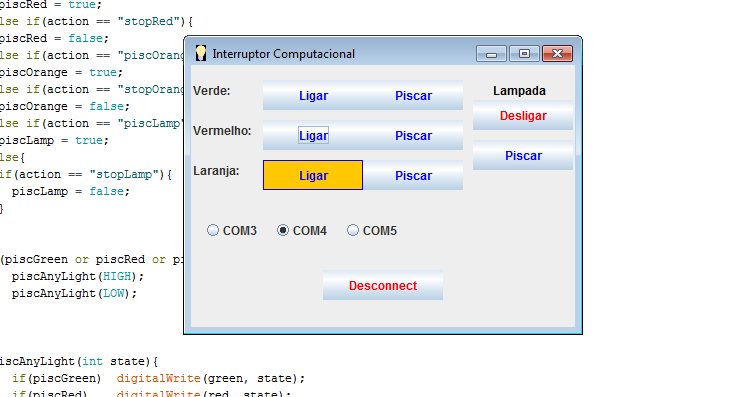 piscRed = true;
lse if(action == "stopRed"){
piscRed = false;
lse if(action == "piscOrang
piscOrange = true;
lse if(action == "stopOrang
piscOrange = false;
lse if(action == "piscLamp"
piscLamp = true;
lse{
if(action == "stopLamp"){
piscLamp = false;
}
(piscGreen or piscRed or pi
piscAnyLight(HIGH);
piscAnyLight(LOW);
iscAnyLight(int state){
if(piscGreen) digitalWrite(green, state);
if(piscRed) digitalWrite(red, state);
Interruptor Computacional
Verde: Ligar Piscar
Vermelho: Ligar Piscar
Laranja: Ligar Piscar
Lampada
Desligar
Piscar
COM3 COM4 COM5
Desconnect